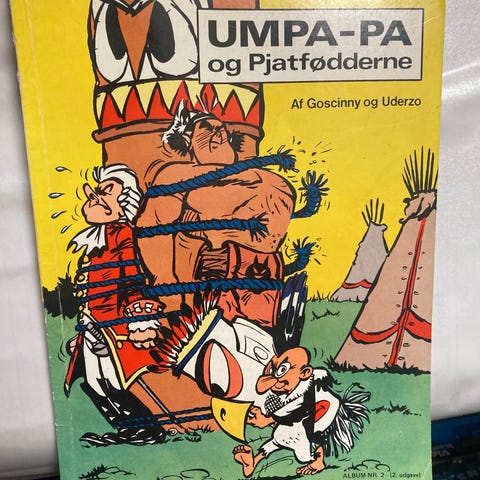 UMPA-PA
og Pjatfødderne
Af Goscinny og Uderzo
ALBUM NR. 2 - (2. udgave)